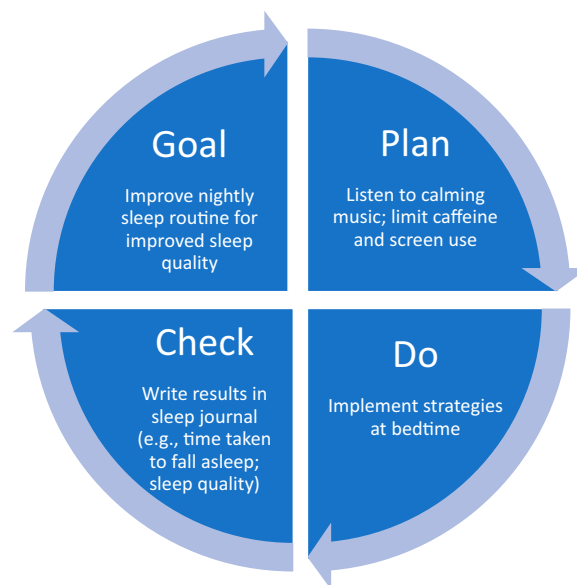 Goal
Improve nightly
sleep routine for
improved sleep
quality
Plan
Listen to calming
music; limit caffeine
and screen use
Check
Write results in
sleep journal
(e.g., time taken
to fall asleep;
sleep quality)
Do
Implement strategies
at bedtime